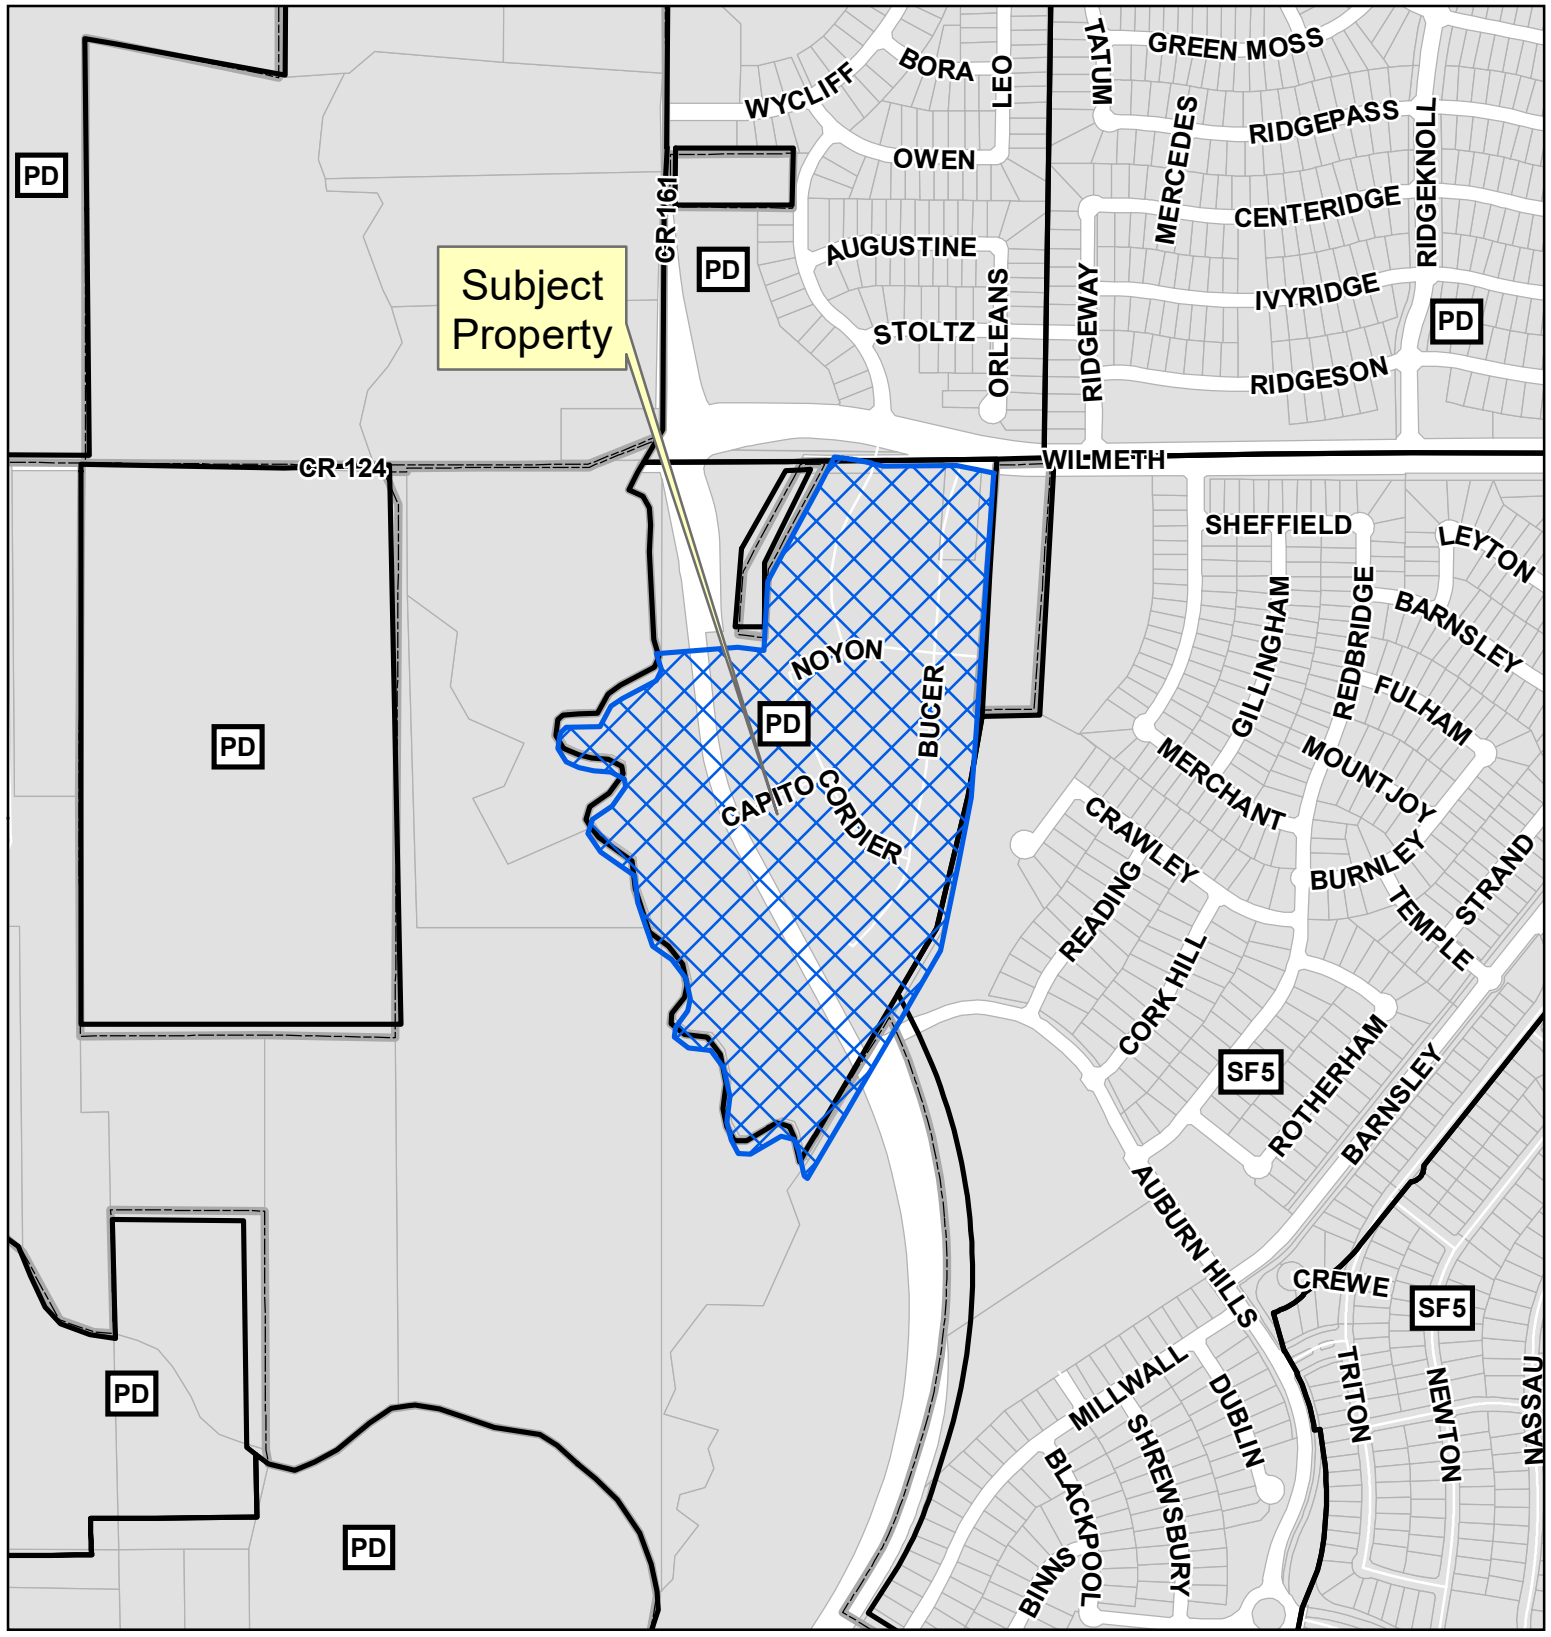 TATUM
GREEN MOSS
BORA
LEO
WYCLIFF
MERCEDES
RIDGEPASS
RIDGEKNOLL
OWEN
PD
CR 161
CENTERIDGE
AUGUSTINE
PD
Subject
Property
ORLEANS
RIDGEWAY
IVYRIDGE
PD
STOLTZ
RIDGESON
CR 124
WILMETH
SHEFFIELD
LEYTON
GILLINGHAM
REDBRIDGE
BARNSLEY
NOYON
BUCER
FULHAM
PD
PD
MERCHANT
MOUNTJOY
CAPITO
CORDIER
CRAWLEY
BURNLEY
STRAND
READING
TEMPLE
CORK HILL
SF5
ROTHERHAM
BARNSLEY
AUBURN HILLS
CREWE
SF5
PD
MILLWALL
DUBLIN
TRITON
NEWTON
NASSAU
SHREWSBURY
BLACKPOOL
PD
BINNS